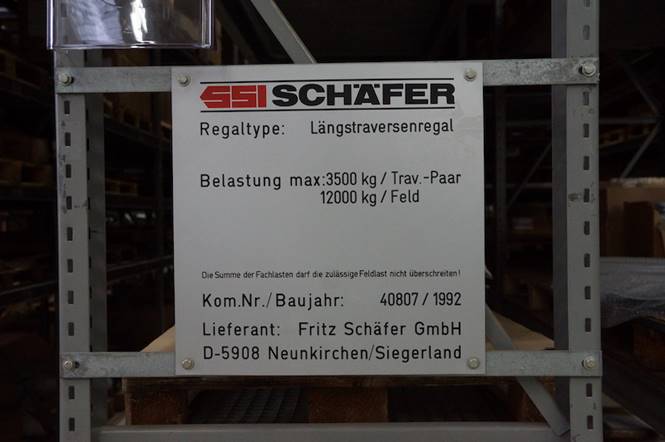 SSI SCHÄFER
Regaltype: Längstraversenregal
Belastung max:3500 kg / Trav.-Paar
12000 kg / Feld
Die Summe der Fachlasten darf die zulässige Feldlast nicht überschreiten!
Kom.Nr./Baujahr: 40807 / 1992
Lieferant: Fritz Schäfer GmbH
D-5908 Neunkirchen/Siegerland